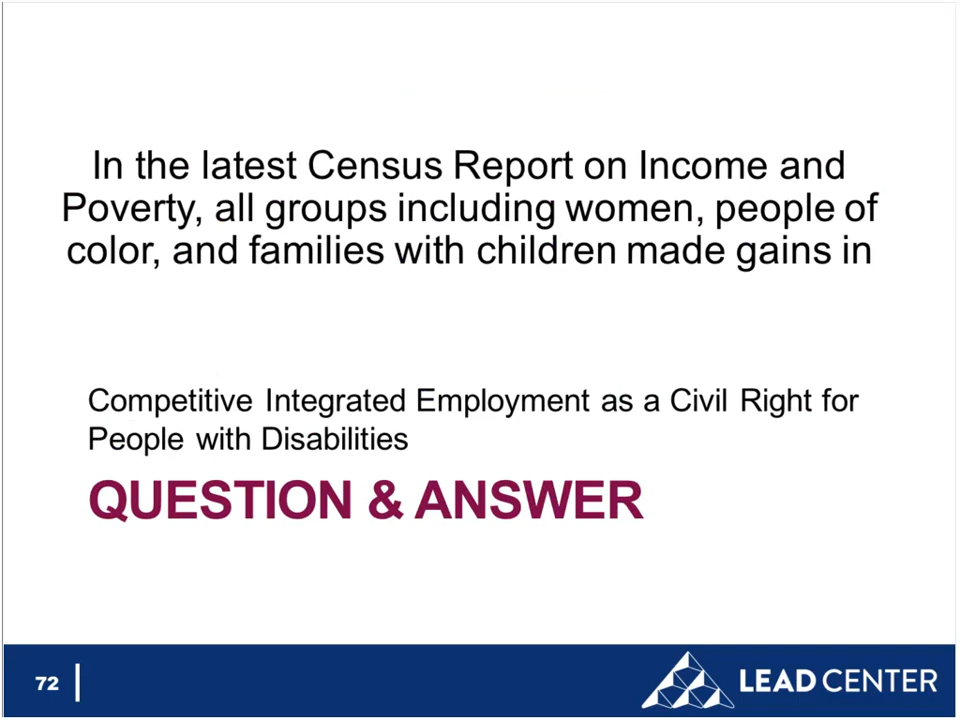 In the latest Census Report on Income and
Poverty, all groups including women, people of
color, and families with children made gains in
Competitive Integrated Employment as a Civil Right for
People with Disabilities
QUESTION & ANSWER
72
LEAD CENTER